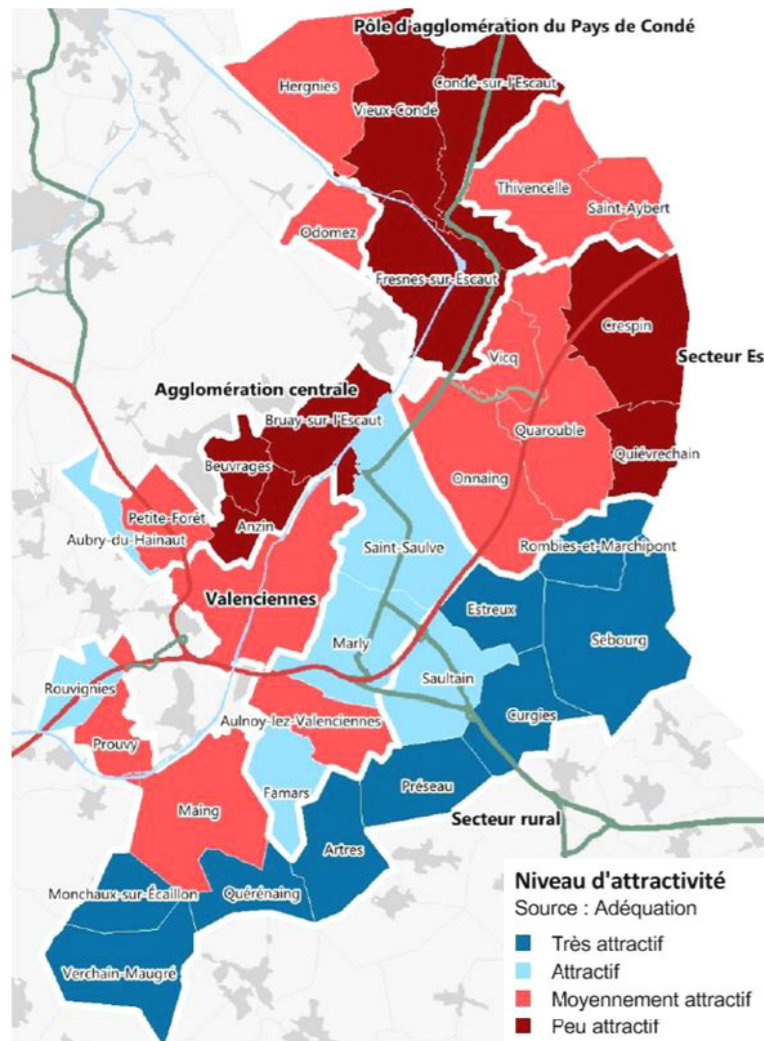 Pôle d'agglomération du Pays de Condé
Condé-sur-l'Escaut
Hergnies
Vieux-Condé
Thivencelle
Saint-Aybert
Odomez
Fresnes-sur-Escaut
Crespin
Vicq
Secteur Est
Agglomération centrale
Bruay-sur-l'Escaut
Quarouble
Quiévrechain
Beuvrages
Onnaing
Petite-Forêt
Anzin
Aubry-du-Hainaut
Saint-Saulve
Rombies-et-Marchipont
Valenciennes
Estreux
Sebourg
Marly
Saultain
Rouvignies
Curgies
Aulnoy-lez-Valenciennes
Prouvy
Famars
Préseau
Maing
Secteur rural
Artres
Monchaux-sur-Écaillon
Quérénaing
Verchain-Maugré
Niveau d'attractivité
Source : Adéquation
Très attractif
Attractif
Moyennement attractif
Peu attractif